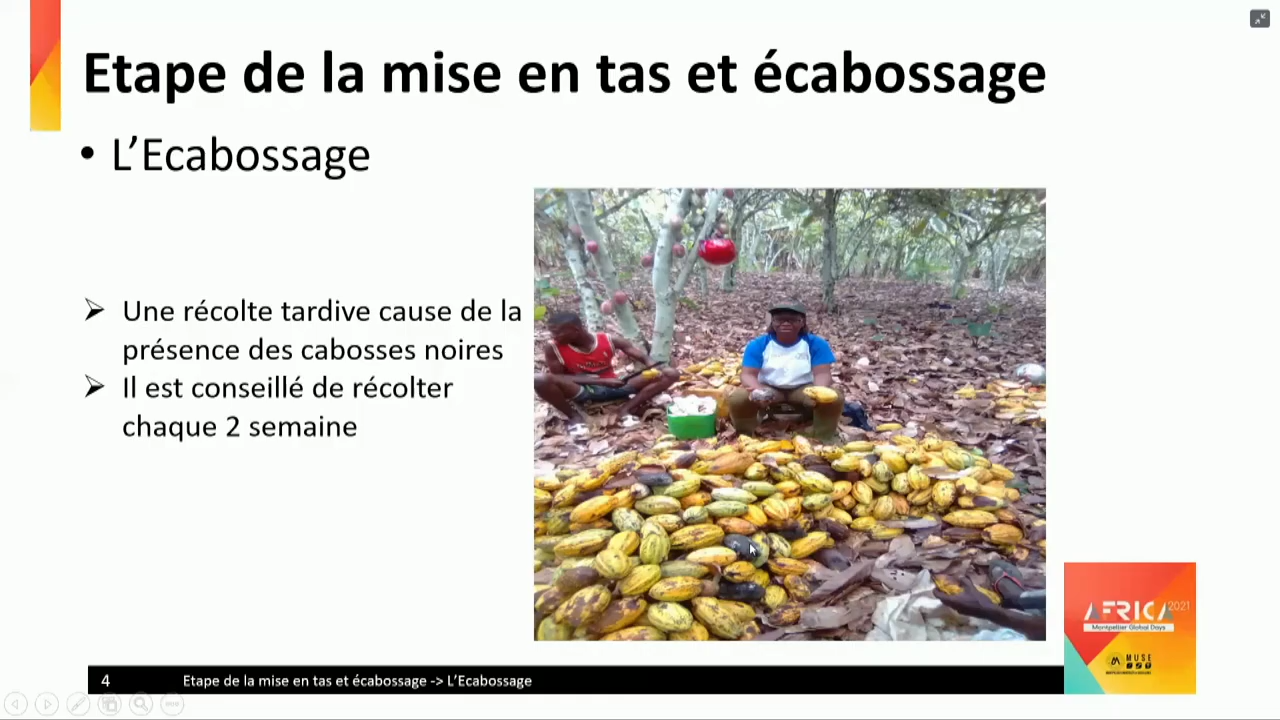 Etape de la mise en tas et écabossage
• L’Ecabossage
➢ Une récolte tardive cause de la
présence des cabosses noires
➢ Il est conseillé de récolter
chaque 2 semaine
AFRICA 2021
Montpellier Global Days
MUSE
4 Etape de la mise en tas et écabossage -> L’Ecabossage